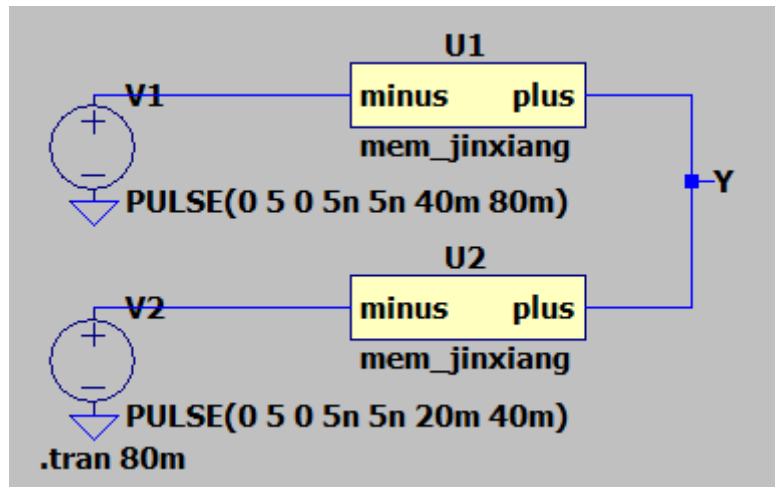 U1
V1
minus plus
mem_jinxiang
PULSE(0 5 0 5n 5n 40m 80m)
Y
U2
V2
minus plus
mem_jinxiang
PULSE(0 5 0 5n 5n 20m 40m)
.tran 80m